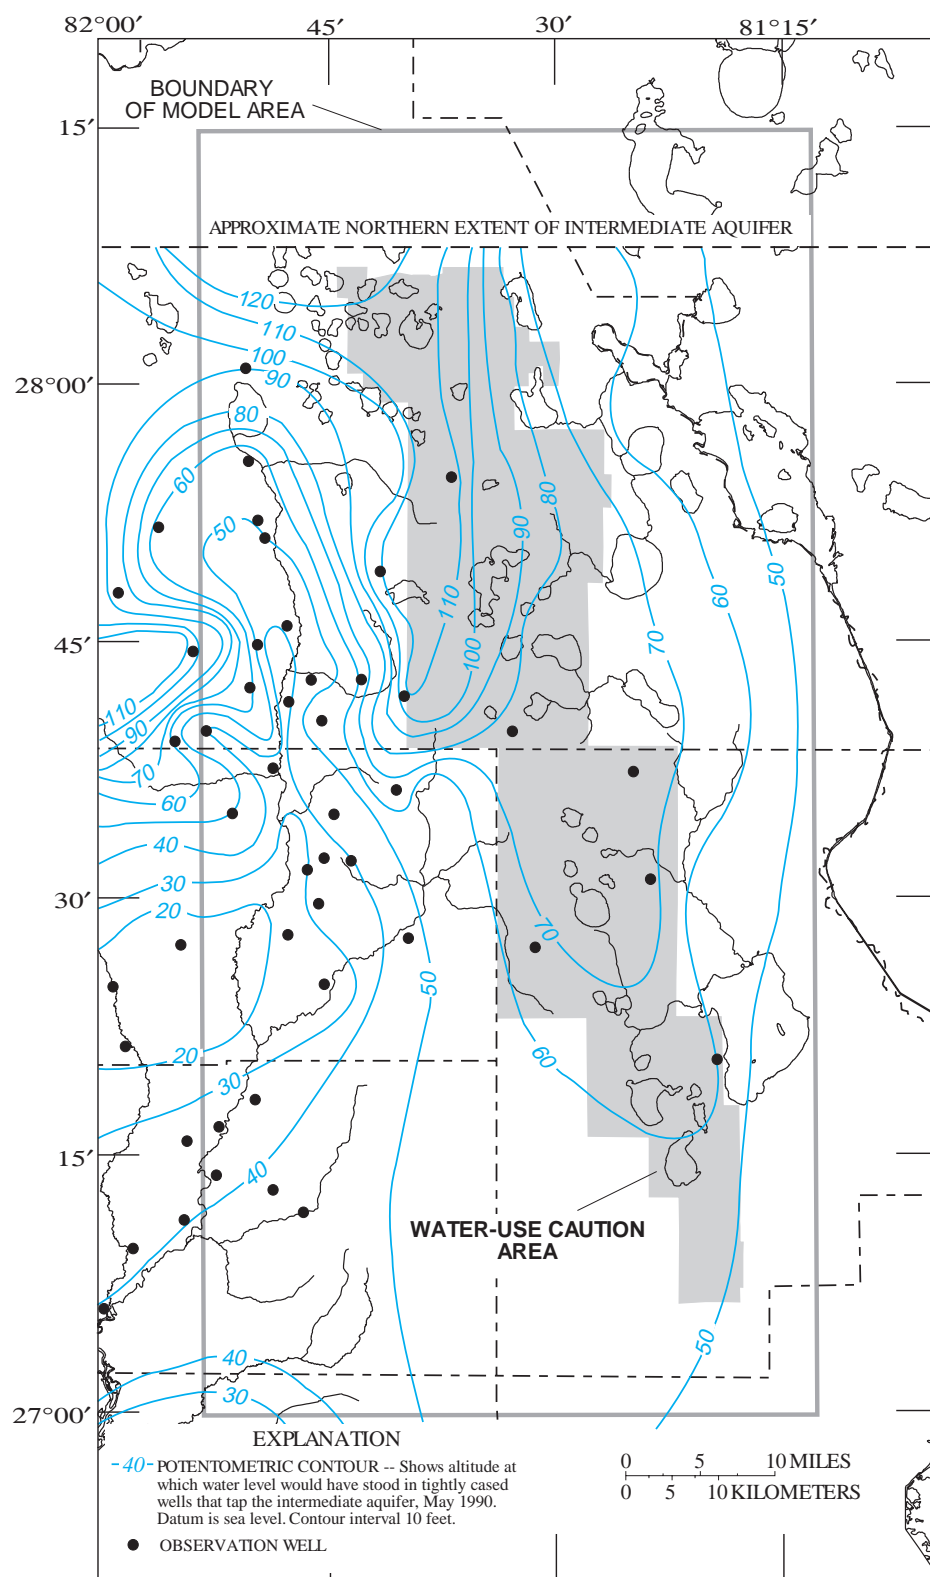 82°00′ 45′ 30′ 81°15′
BOUNDARY
OF MODEL AREA
15′
APPROXIMATE NORTHERN EXTENT OF INTERMEDIATE AQUIFER
120
110
100
90
28°00′
80
60
80
50
90
50
110
60
45′
100
70
110
90
70
60
40
30
30′
20
70
50
20
60
30
15′
40
WATER-USE CAUTION
AREA
50
40
30
27°00′
EXPLANATION
-40- POTENTOMETRIC CONTOUR -- Shows altitude at
which water level would have stood in tightly cased
wells that tap the intermediate aquifer, May 1990.
Datum is sea level. Contour interval 10 feet.
OBSERVATION WELL
0 5 10 MILES
0 5 10 KILOMETERS